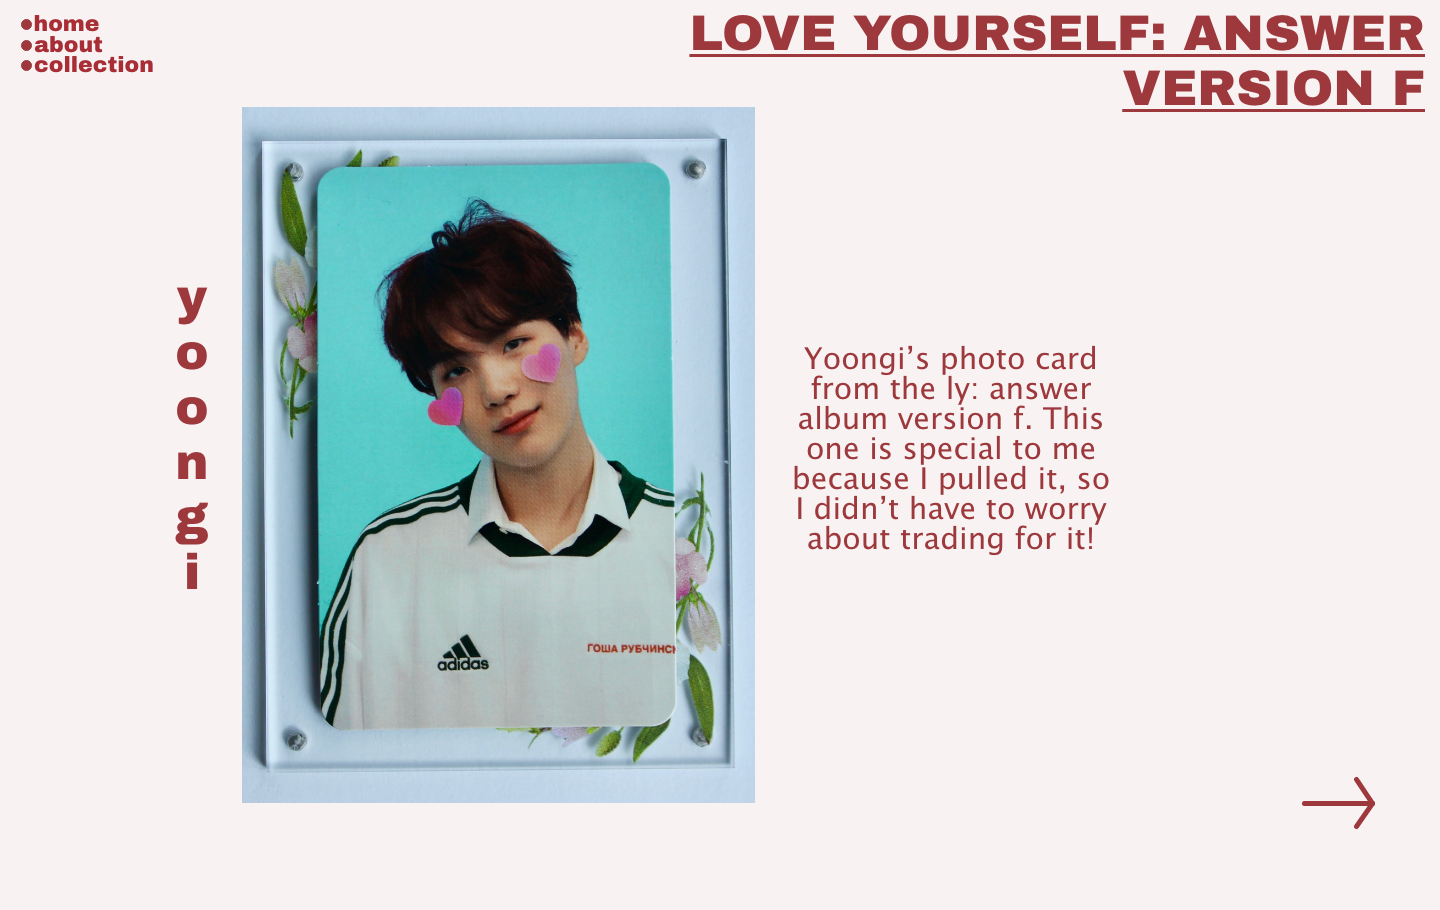 home
about
collection
LOVE YOURSELF: ANSWER
VERSION F
y
o
o
n
g
i
adidas
ГОША РУБЧИНСК
Yoongi’s photo card
from the ly: answer
album version f. This
one is special to me
because I pulled it, so
I didn’t have to worry
about trading for it!